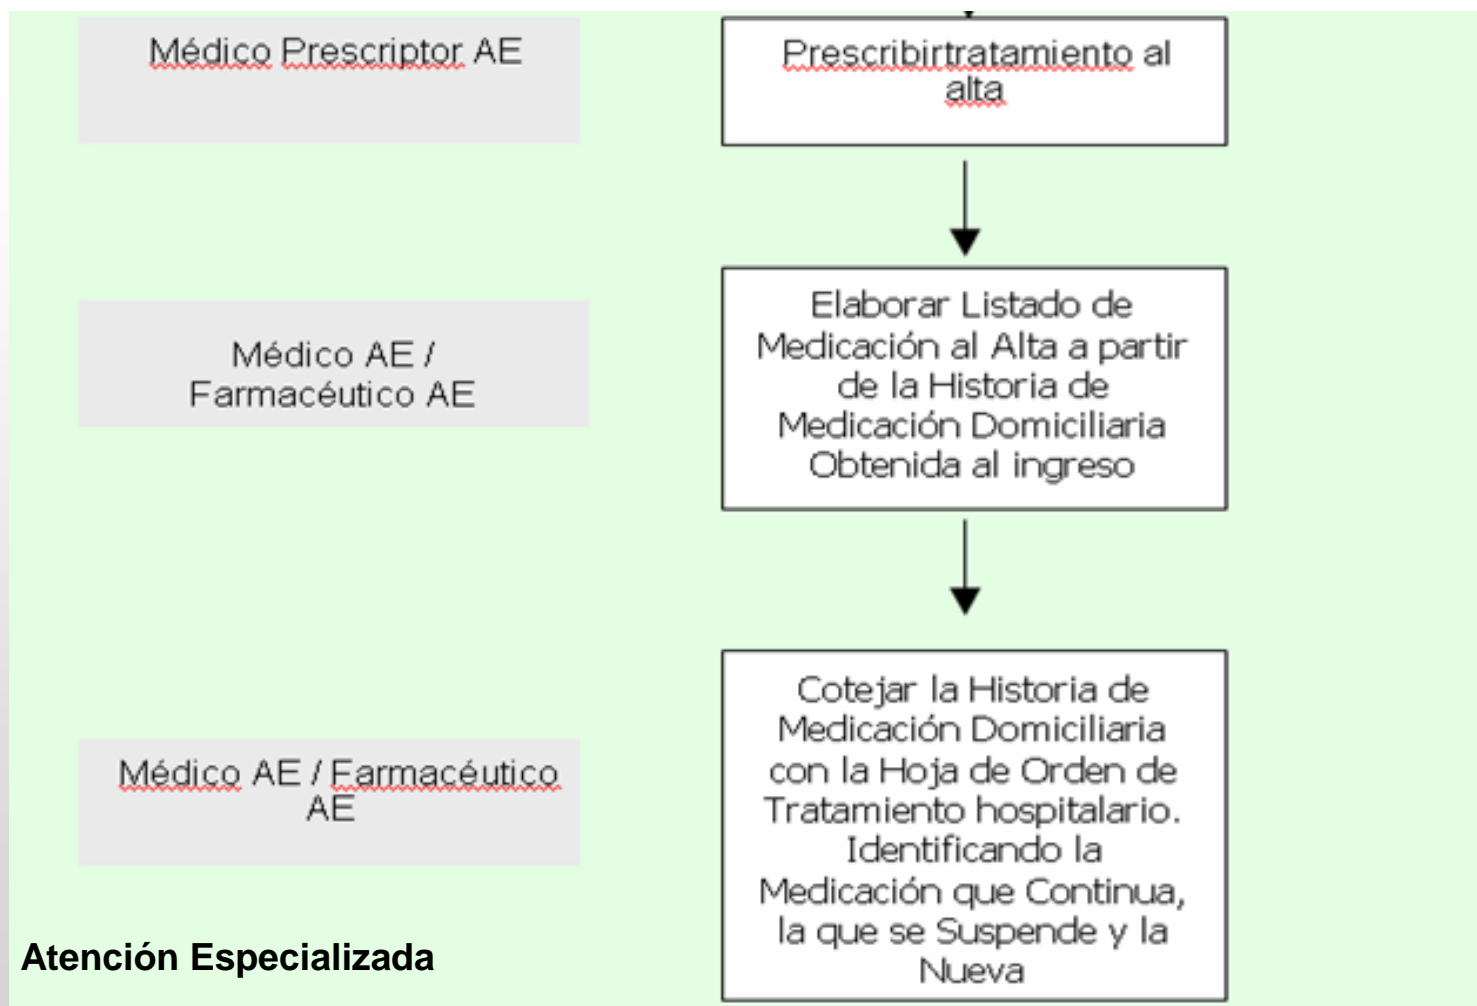 Médico Prescriptor AE
Prescribirtratamiento al
alta
Médico AE /
Farmacéutico AE
Elaborar Listado de
Medicación al Alta a partir
de la Historia de
Medicación Domiciliaria
Obtenida al ingreso
Médico AE / Farmacéutico
AE
Cotejar la Historia de
Medicación Domiciliaria
con la Hoja de Orden de
Tratamiento hospitalario.
Identificando la
Medicación que Continua,
la que se Suspende y la
Nueva
Atención Especializada